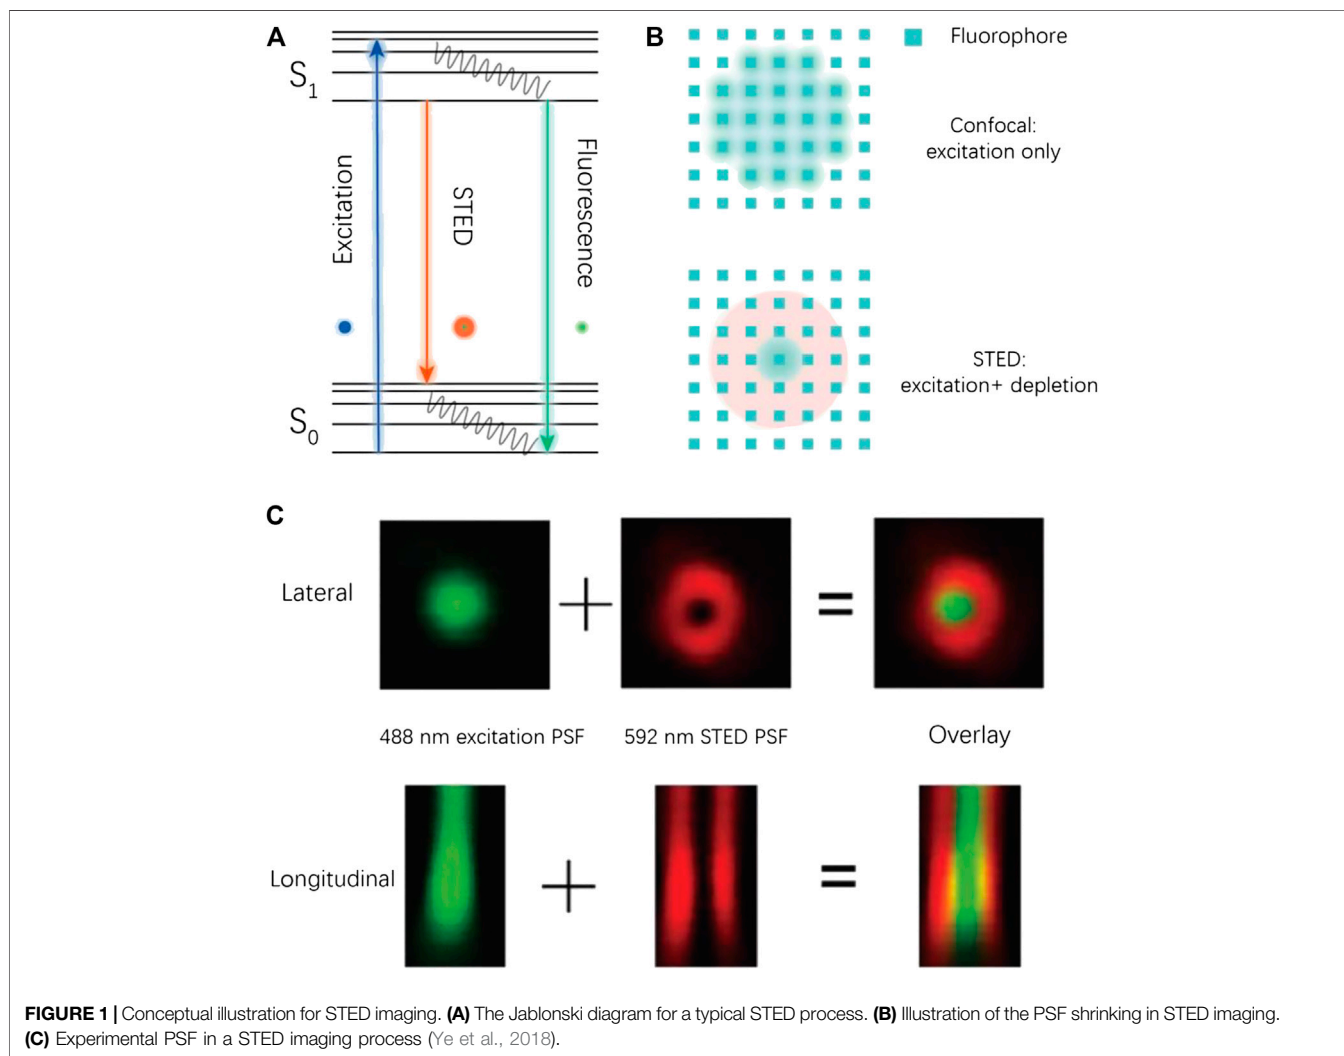 A
S1
Excitation
STED
Fluorescence
S0
B
Fluorophore
Confocal:
excitation only
STED:
excitation+ depletion
C
Lateral
488 nm excitation PSF
592 nm STED PSF
Overlay
Longitudinal
FIGURE 1 | Conceptual illustration for STED imaging. (A) The Jablonski diagram for a typical STED process. (B) Illustration of the PSF shrinking in STED imaging.
(C) Experimental PSF in a STED imaging process (Ye et al., 2018).